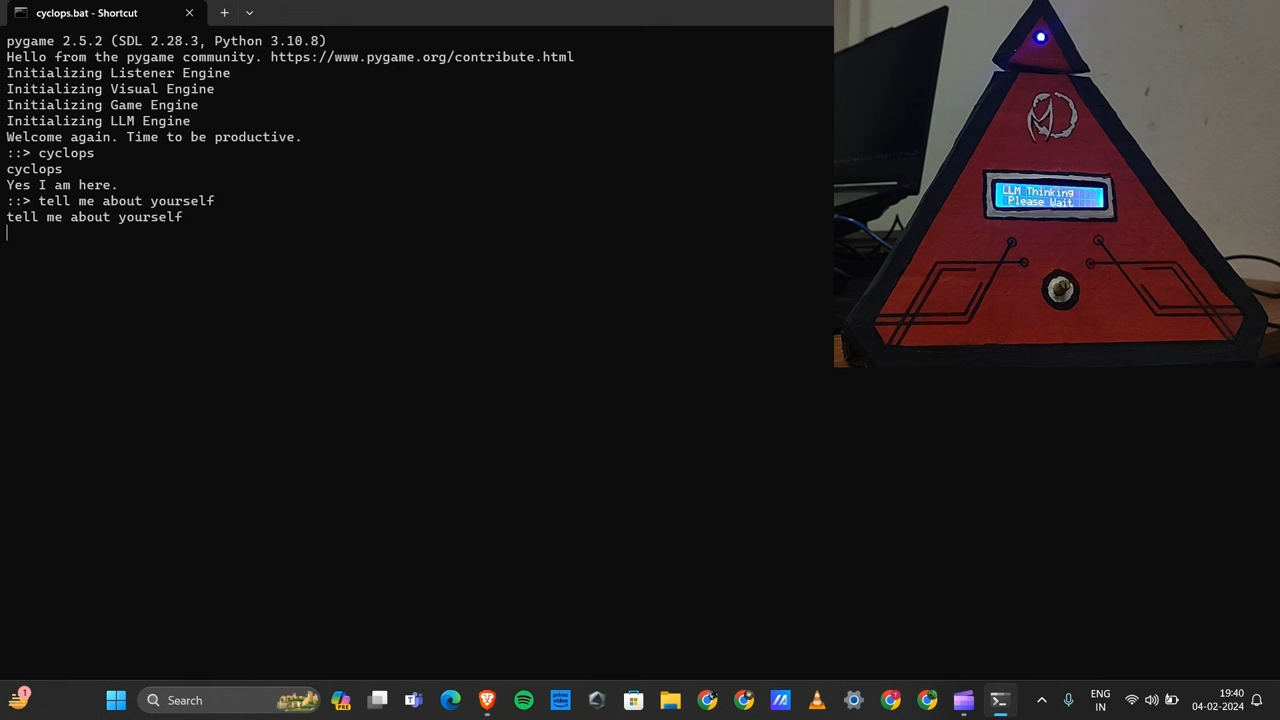 cyclops.bat - Shortcut
pygame 2.5.2 (SDL 2.28.3, Python 3.10.8)
Hello from the pygame community. https://www.pygame.org/contribute.html
Initializing Listener Engine
Initializing Visual Engine
Initializing Game Engine
Initializing LLM Engine
Welcome again. Time to be productive.
::> cyclops
cyclops
Yes I am here.
::> tell me about yourself
tell me about yourself
LLM Thinking
Please Wait
1
Search
PRE
ENG
IN
19:40
04-02-2024